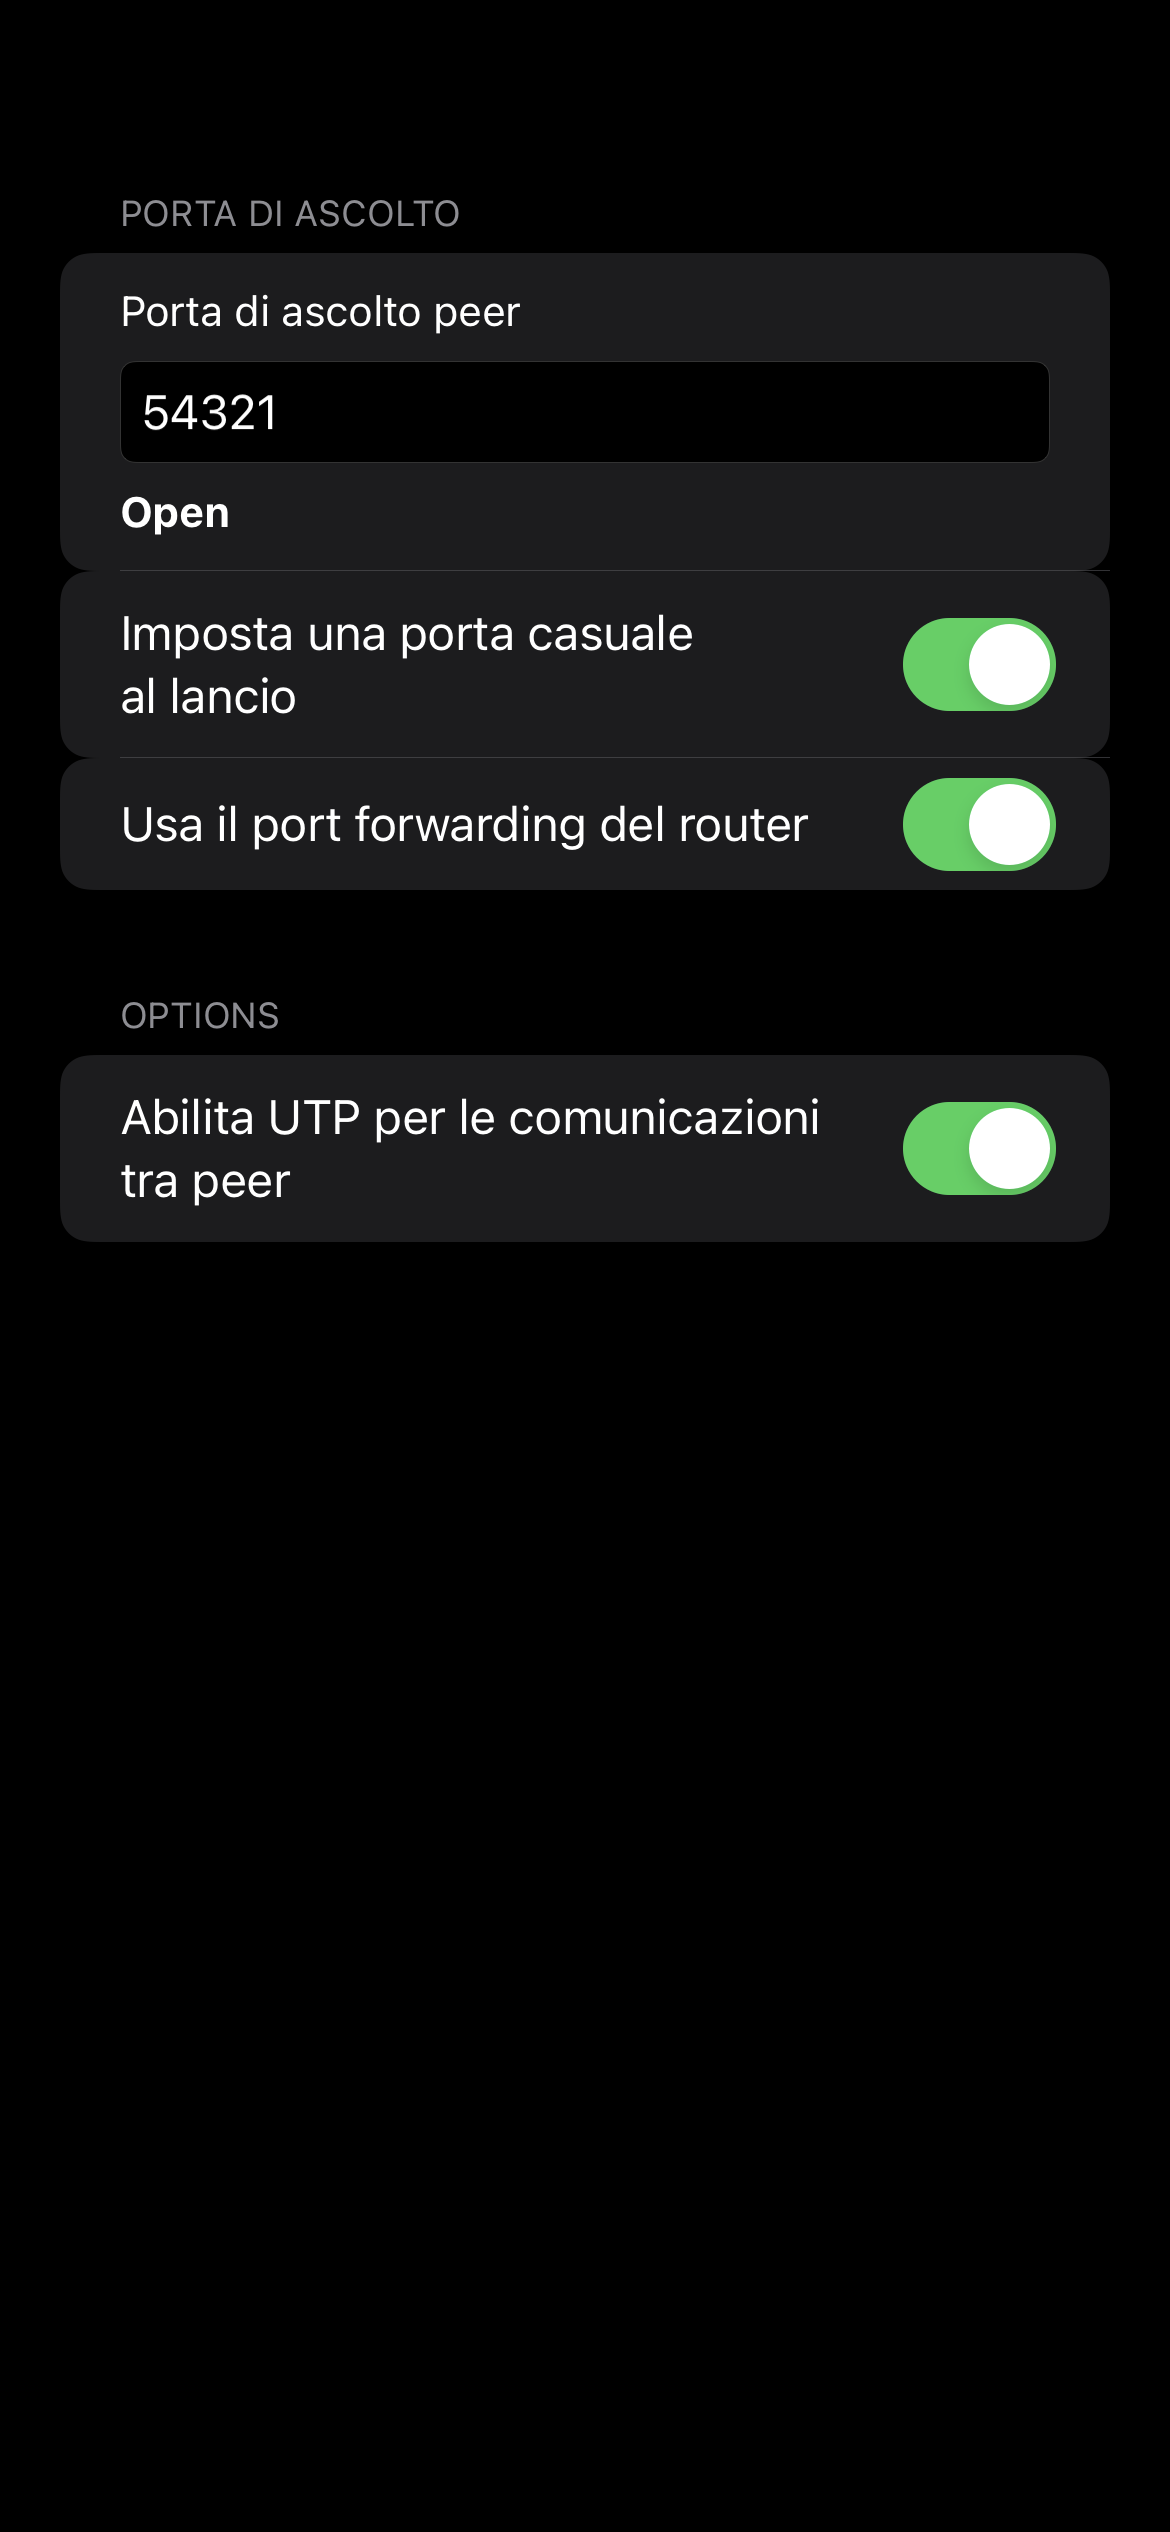 PORTA DI ASCOLTO
Porta di ascolto peer
54321
Open
Imposta una porta casuale
al lancio
Usa il port forwarding del router
OPTIONS
Abilita UTP per le comunicazioni
tra peer